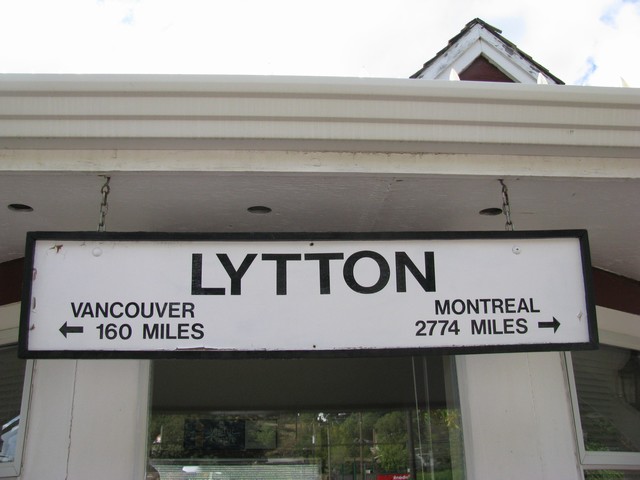 LYTTON
VANCOUVER
← 160 MILES
MONTREAL
2774 MILES →